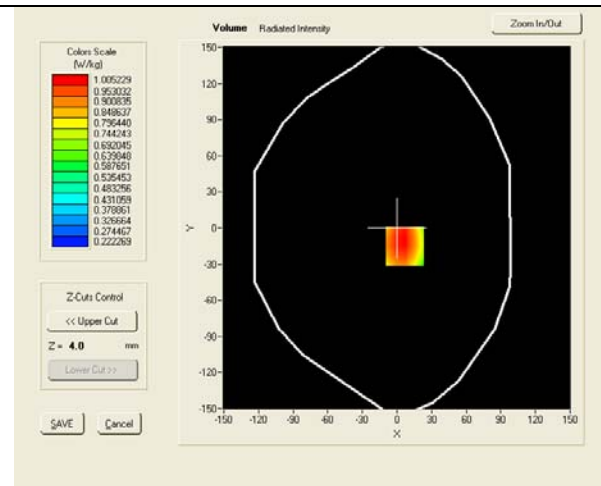 Volume Radiated Intensity
Zoom In/Out
Colors Scale
(W/kg)
1.005229
0.953032
0.900835
0.848637
0.796440
0.744243
0.692045
0.639848
0.587651
0.535453
0.483256
0.431059
0.378861
0.326664
0.274467
0.222269
Z-Cuts Control
<< Upper Cut
Z = 4.0 mm
Lower Cut >>
SAVE Cancel
150-
120-
90-
60-
30-
0-
-30-
-60-
-90-
-120-
-150-
Y
-150 -120 -90 -60 -30 0 30 60 90 120 150
X